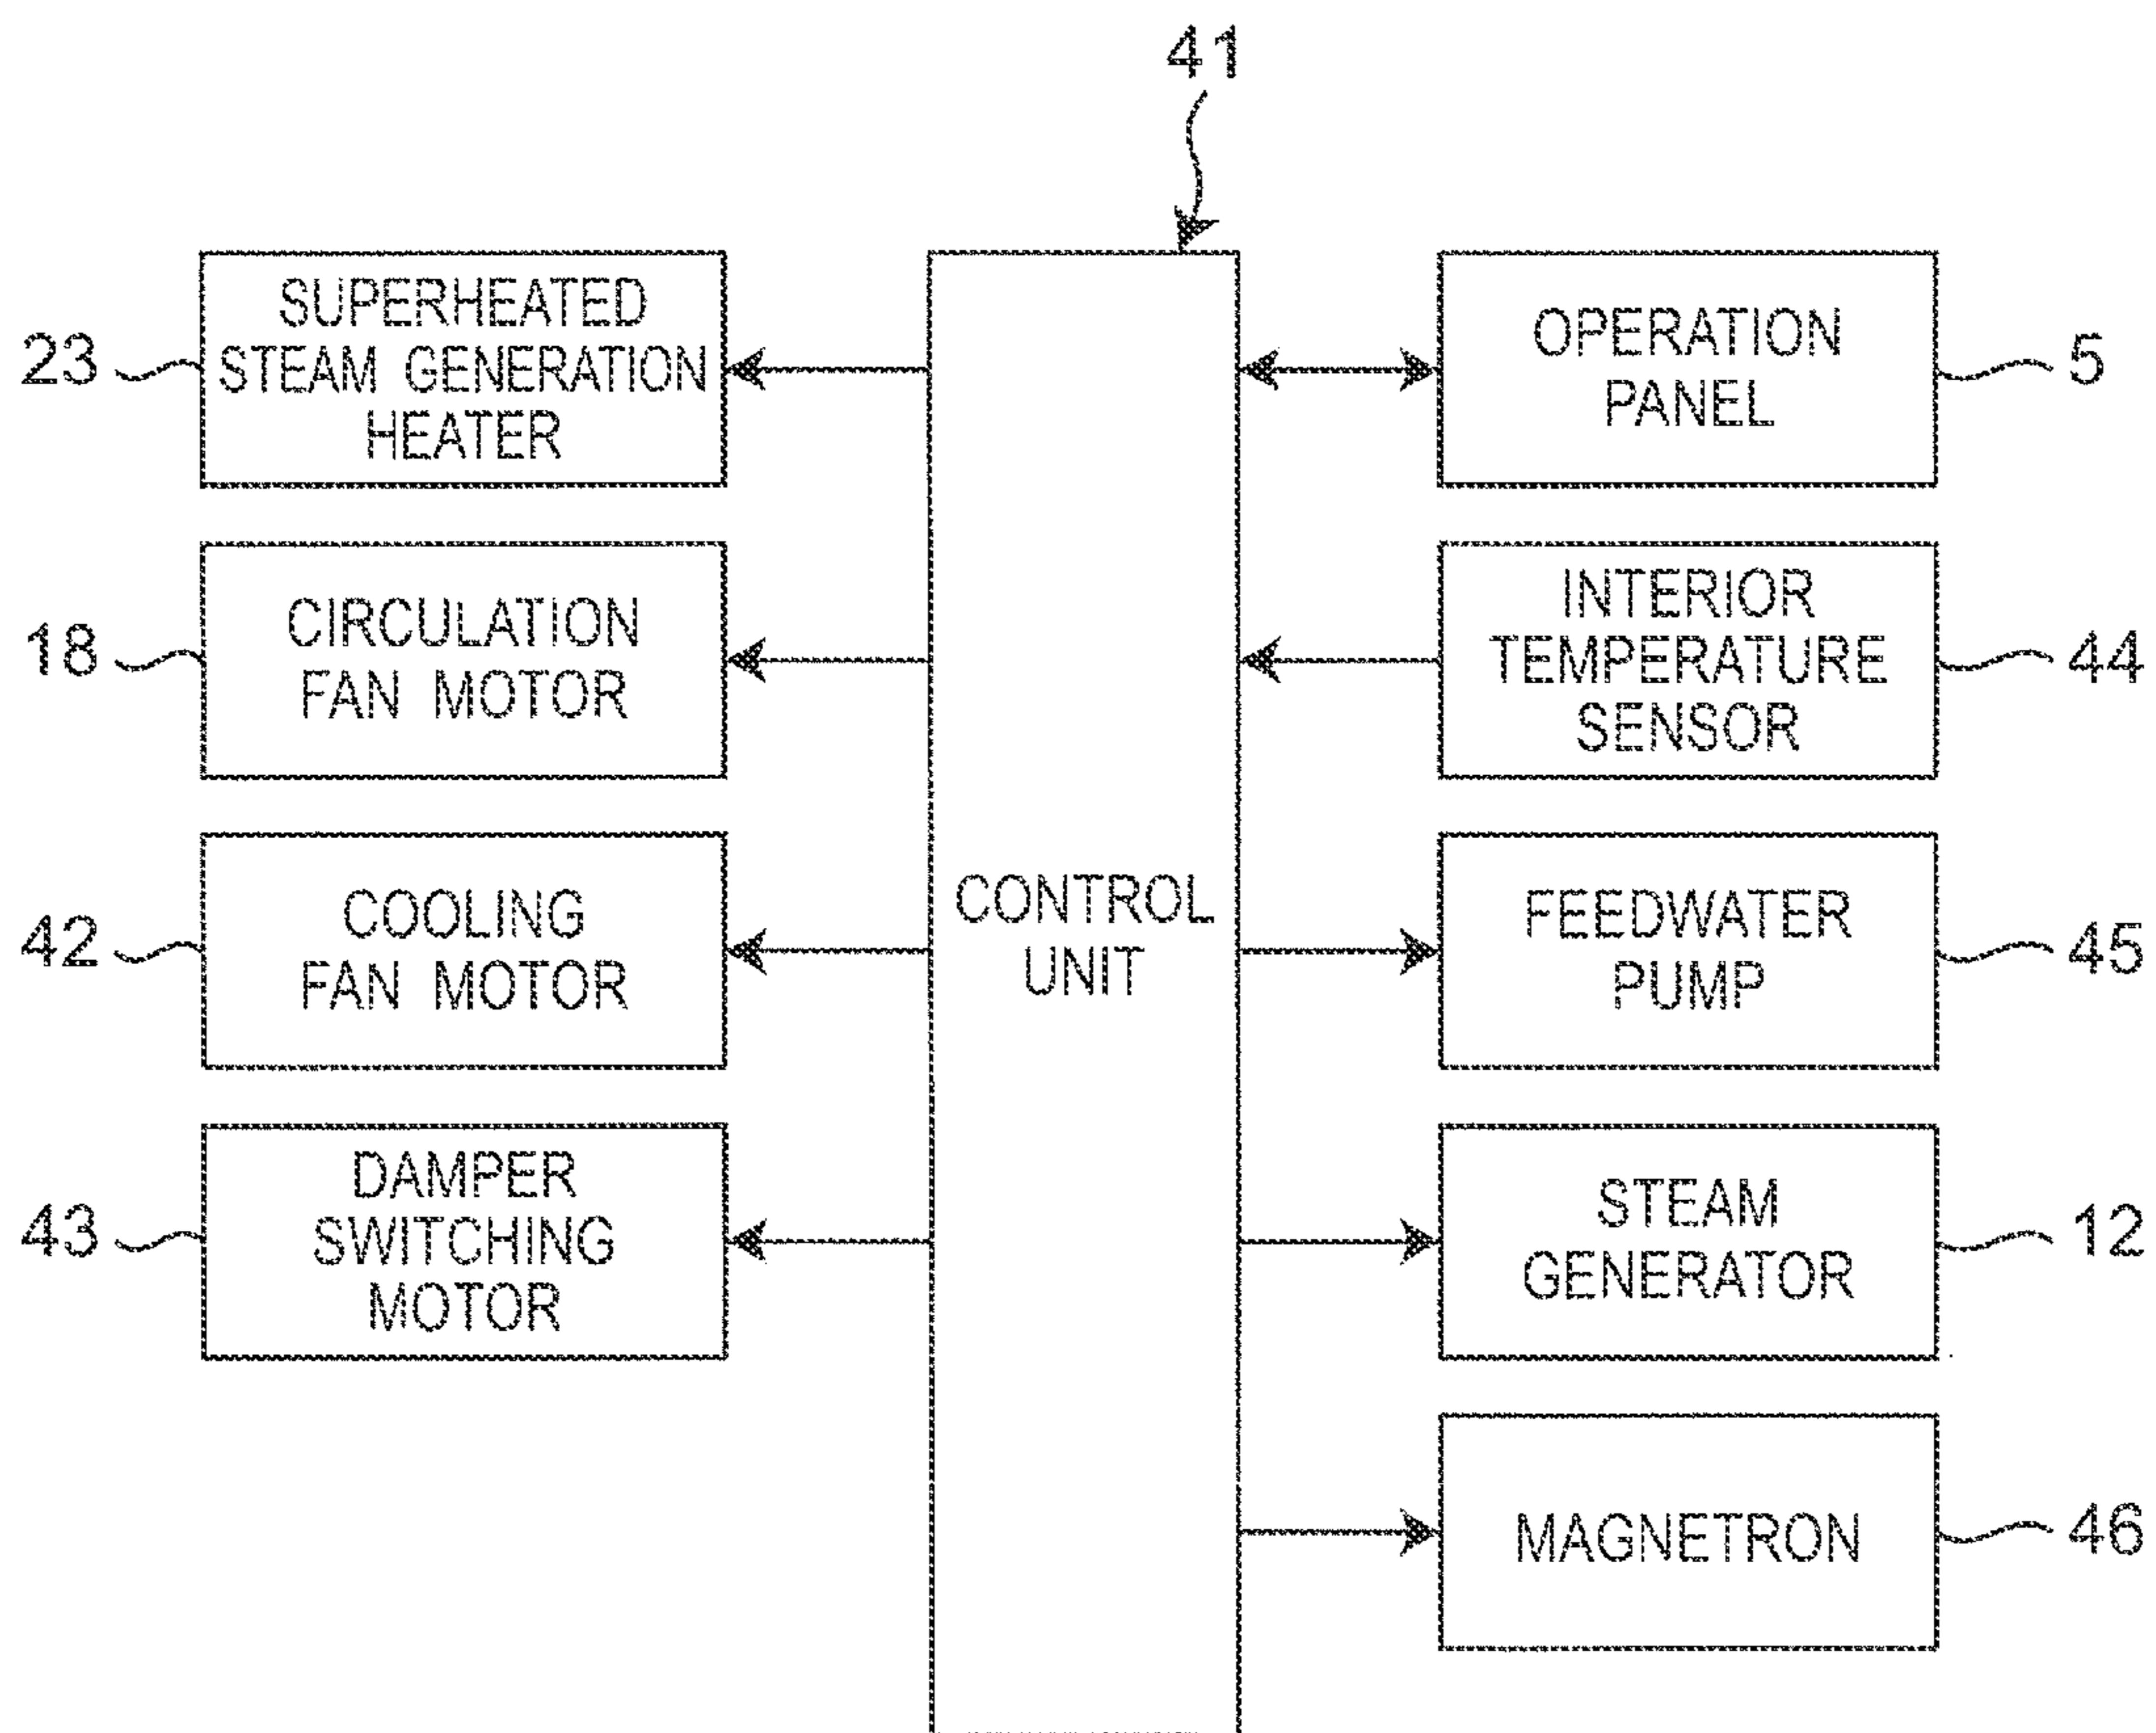 41
23
SUPERHEATED
STEAM GENERATION
HEATER
OPERATION
PANEL
5
18
CIRCULATION
FAN MOTOR
INTERIOR
TEMPERATURE
SENSOR
44
42
COOLING
FAN MOTOR
CONTROL
UNIT
FEEDWATER
PUMP
45
43
DAMPER
SWITCHING
MOTOR
STEAM
GENERATOR
12
MAGNETRON
46